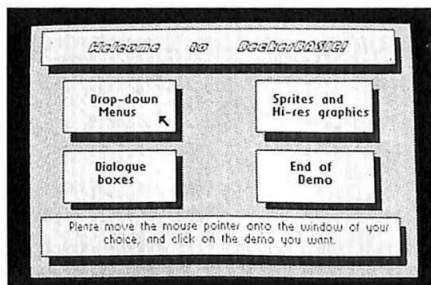 Welcome to BeckerBASIC!
Drop-down
Menus
Sprites and
Hi-res graphics
Dialogue
boxes
End of
Demo
Please move the mouse pointer onto the window of your
choice, and click on the demo you want.